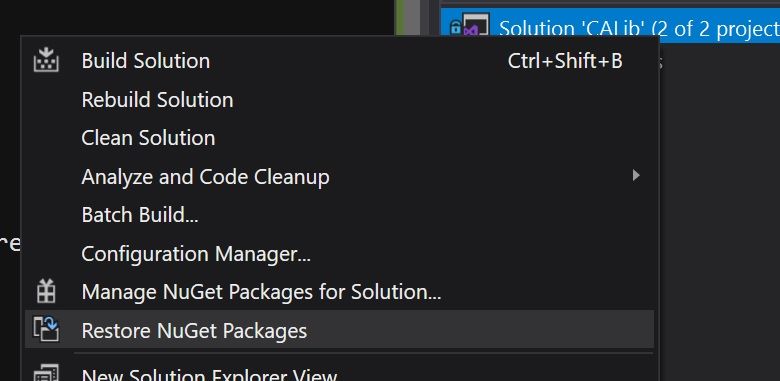 Solution 'CALib' (2 of 2 project
Build Solution Ctrl+Shift+B
Rebuild Solution
Clean Solution
Analyze and Code Cleanup
Batch Build...
re
Configuration Manager...
Manage NuGet Packages for Solution...
Restore NuGet Packages
New Solution Explorer View